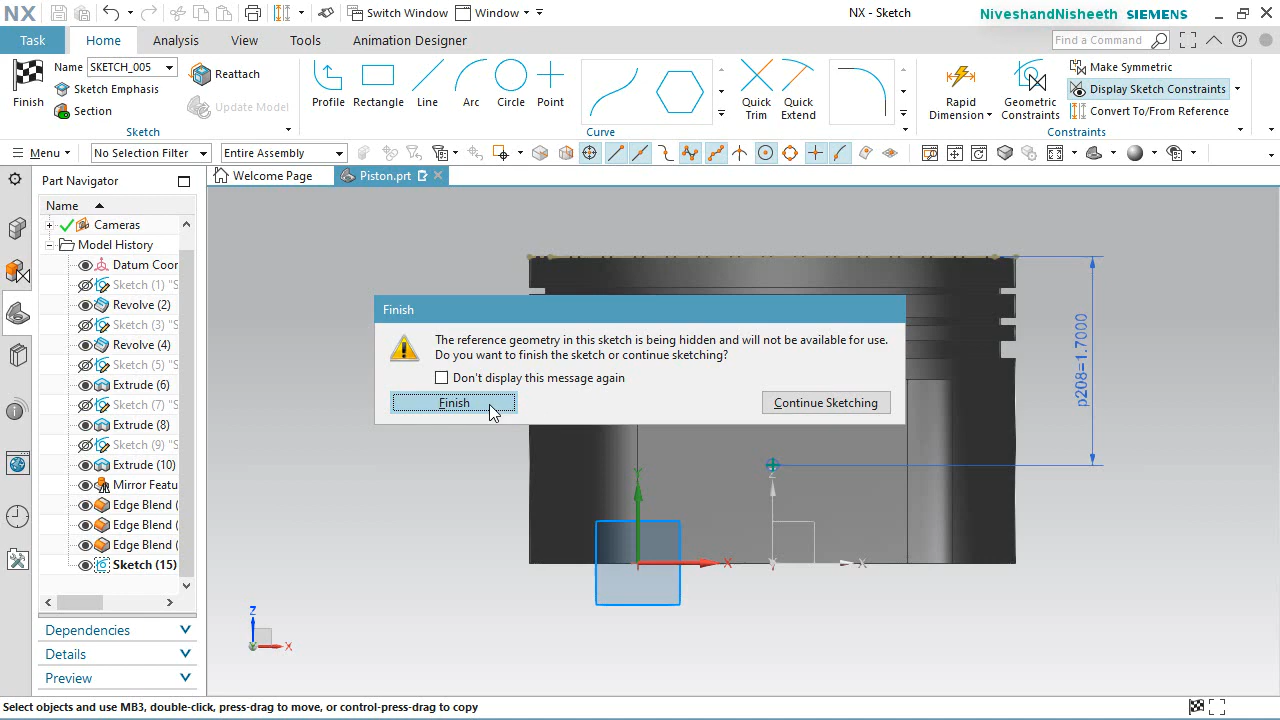 NX
Switch Window
Window
NX - Sketch
NiveshandNisheeth SIEMENS
Task
Home
Analysis
View
Tools
Animation Designer
Find a Command
Finish
Name SKETCH_005
Sketch Emphasis
Section
Reattach
Update Model
Sketch
Profile
Rectangle
Line
Arc
Circle
Point
Quick Trim
Quick Extend
Curve
Rapid Dimension
Geometric Constraints
Make Symmetric
Display Sketch Constraints
Convert To/From Reference
Constraints
Menu
No Selection Filter
Entire Assembly
Part Navigator
Welcome Page
Piston.prt
Name
Cameras
Model History
Datum Coor
Sketch (1) "S
Revolve (2)
Sketch (3) "S
Revolve (4)
Sketch (5) "S
Extrude (6)
Sketch (7) "S
Extrude (8)
Sketch (9) "S
Extrude (10)
Mirror Featu
Edge Blend (
Edge Blend (
Edge Blend (
Sketch (15)
Dependencies
Details
Preview
Finish
The reference geometry in this sketch is being hidden and will not be available for use.
Do you want to finish the sketch or continue sketching?
Don't display this message again
Finish
Continue Sketching
p208=1.7000
Y
X
Z
Y
X
Z
Y
X
Select objects and use MB3, double-click, press-drag to move, or control-press-drag to copy